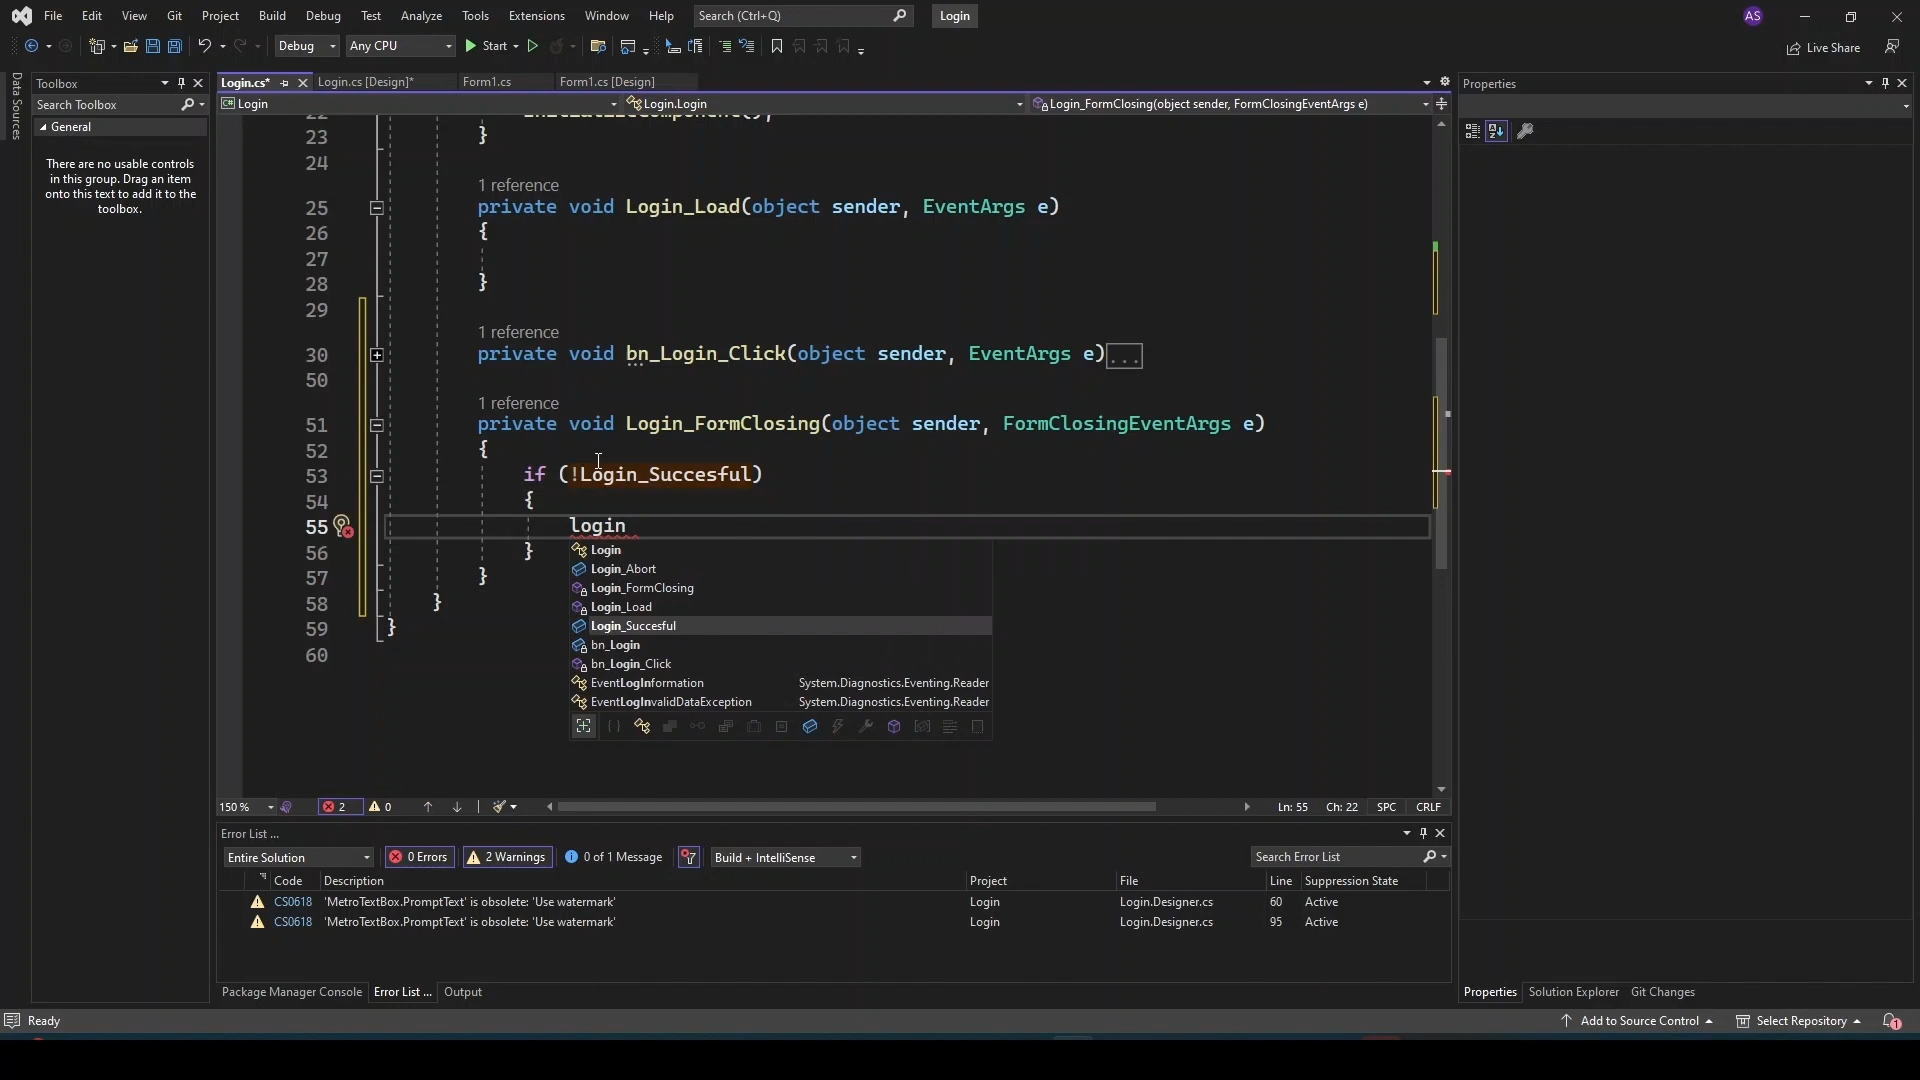 File Edit View Git Project Build Debug Test Analyze Tools Extensions Window Help Search (Ctrl+Q) Login AS
Debug Any CPU Start Live Share
Data Sources
Toolbox
Search Toolbox
General
There are no usable controls
in this group. Drag an item
onto this text to add it to the
toolbox.
Login.cs* Login.cs [Design]* Form1.cs Form1.cs [Design]
Login Login.Login Login_FormClosing(object sender, FormClosingEventArgs e)
22 InitializeComponent();
23 }
24
1 reference
25 private void Login_Load(object sender, EventArgs e)
26 {
27
28 }
29
1 reference
30 private void bn_Login_Click(object sender, EventArgs e)...
50
1 reference
51 private void Login_FormClosing(object sender, FormClosingEventArgs e)
52 {
53 if (!Login_Succesful)
54 {
55 login
56 }
57 }
58 }
59 }
60
Login
Login_Abort
Login_FormClosing
Login_Load
Login_Succesful
bn_Login
bn_Login_Click
EventLogInformation System.Diagnostics.Eventing.Reader
EventLogInvalidDataException System.Diagnostics.Eventing.Reader
150 % 2 0 Ln: 55 Ch: 22 SPC CRLF
Error List ...
Entire Solution 0 Errors 2 Warnings 0 of 1 Message Build + IntelliSense Search Error List
Code Description Project File Line Suppression State
CS0618 'MetroTextBox.PromptText' is obsolete: 'Use watermark' Login Login.Designer.cs 60 Active
CS0618 'MetroTextBox.PromptText' is obsolete: 'Use watermark' Login Login.Designer.cs 95 Active
Package Manager Console Error List ... Output
Properties
Properties Solution Explorer Git Changes
Ready Add to Source Control Select Repository 1